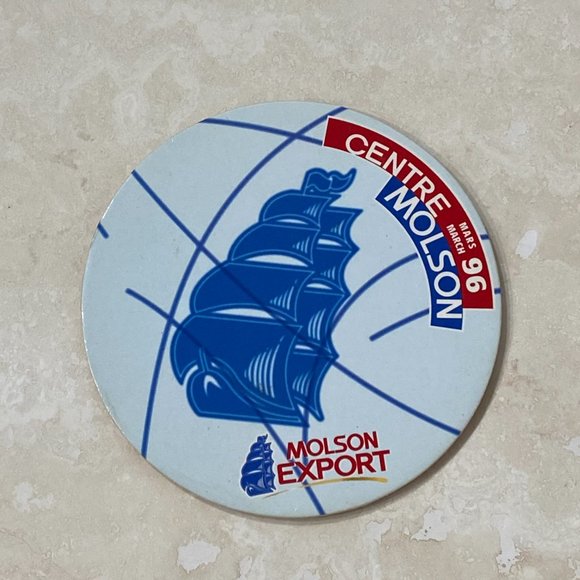 CENTRE
MOLSON
MARS
MARCH
96
MOLSON
EXPORT